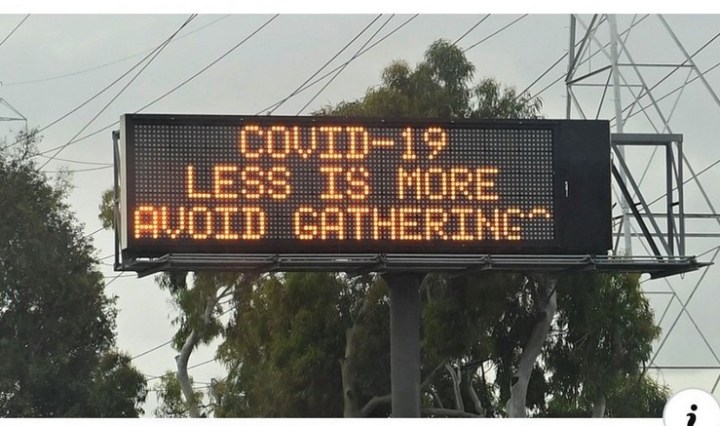 COVID-19
LESS IS MORE
AVOID GATHERING
i